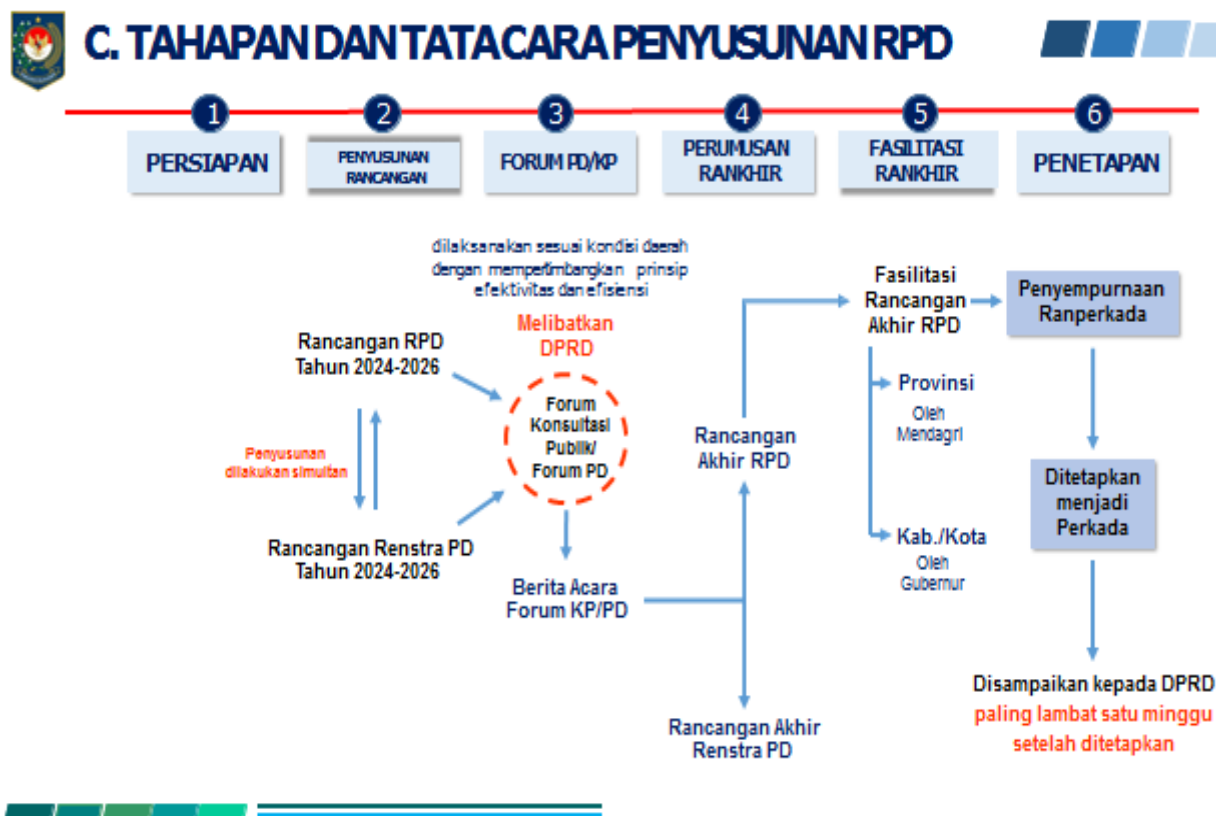 C. TAHAPAN DAN TATA CARA PENYUSUNAN RPD
1
2
3
4
5
6
PERSIAPAN
PENYUSUNAN
RANCANGAN
FORUM PD/KP
PERUMUSAN
RANKHIR
FASILITASI
RANKHIR
PENETAPAN
dilaksanakan sesuai kondisi daerah
dengan mempertimbangkan prinsip
efektivitas dan efisiensi
Melibatkan
DPRD
Rancangan RPD
Tahun 2024-2026
Penyusunan
dilakukan simultan
Rancangan Renstra PD
Tahun 2024-2026
Forum
Konsultasi
Publik/
Forum PD
Berita Acara
Forum KP/PD
Rancangan
Akhir RPD
Rancangan Akhir
Renstra PD
Fasilitasi
Rancangan
Akhir RPD
Provinsi
Oleh
Mendagri
Kab./Kota
Oleh
Gubernur
Penyempurnaan
Ranperkada
Ditetapkan
menjadi
Perkada
Disampaikan kepada DPRD
paling lambat satu minggu
setelah ditetapkan